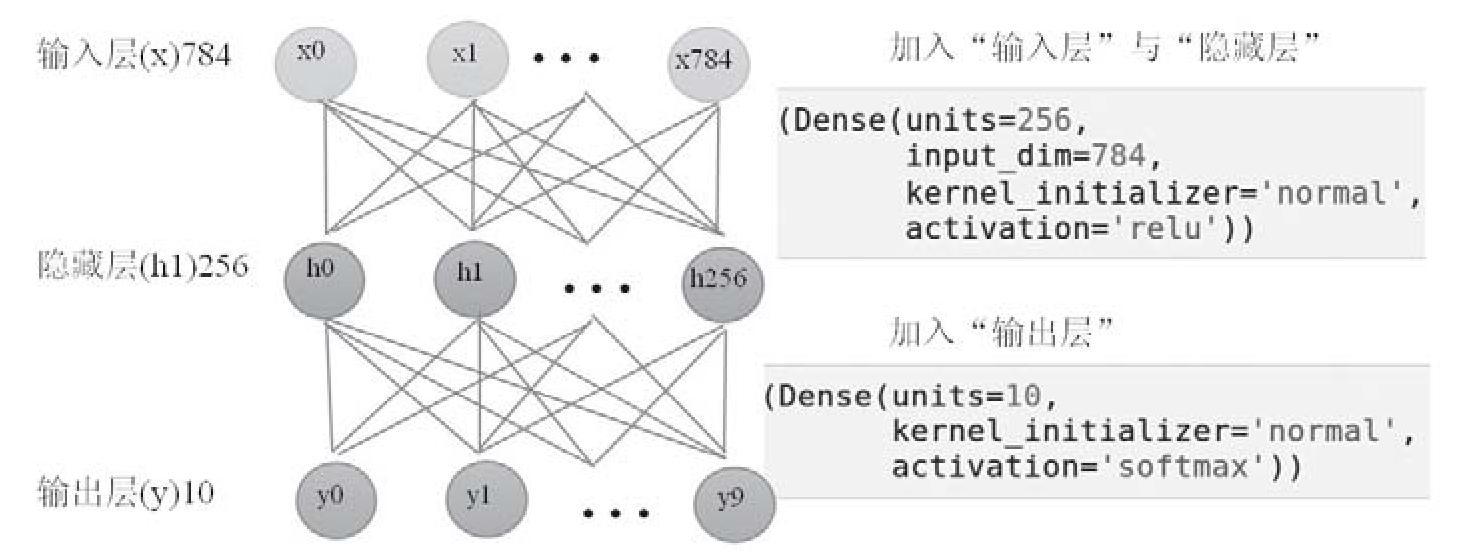 输入层(x)784
x0
x1
x784
加入“输入层”与“隐藏层”
(Dense(units=256,
input_dim=784,
kernel_initializer='normal',
activation='relu'))
隐藏层(h1)256
h0
h1
h256
加入“输出层”
(Dense(units=10,
kernel_initializer='normal',
activation='softmax'))
输出层(y)10
y0
y1
y9